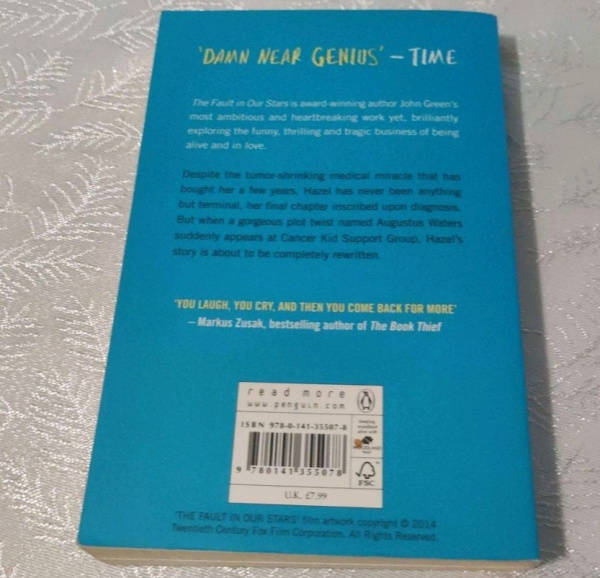 'DAMN NEAR GENIUS' – TIME
The Fault in Our Stars is award-winning author John Green's
most ambitious and heartbreaking work yet, brilliantly
exploring the funny, thrilling and tragic business of being
alive and in love.
Despite the tumor-shrinking medical miracle that has
bought her a few years, Hazel has never been anything
but terminal, her final chapter inscribed upon diagnosis.
But when a gorgeous plot twist named Augustus Waters
suddenly appears at Cancer Kid Support Group, Hazel's
story is about to be completely rewritten.
'YOU LAUGH, YOU CRY, AND THEN YOU COME BACK FOR MORE'
– Markus Zusak, bestselling author of The Book Thief
read more
www.penguin.com
ISBN 978-0-141-35507-8
9 780141 355078
U.K. £7.99
FSC
'THE FAULT IN OUR STARS' film artwork copyright © 2014
Twentieth Century Fox Film Corporation. All Rights Reserved.